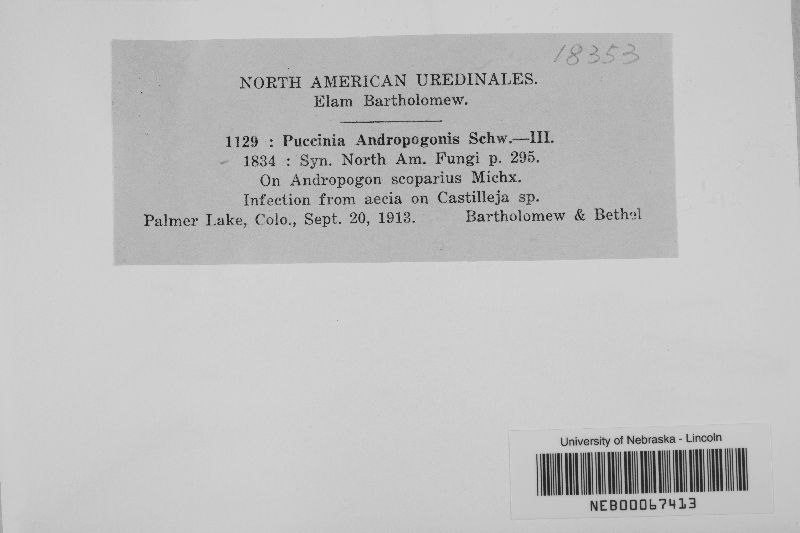 18353
NORTH AMERICAN UREDINALES.
Elam Bartholomew.
1129 : Puccinia Andropogonis Schw.—III.
1834 : Syn. North Am. Fungi p. 295.
On Andropogon scoparius Michx.
Infection from aecia on Castilleja sp.
Palmer Lake, Colo., Sept. 20, 1913. Bartholomew & Bethel
University of Nebraska - Lincoln
NEB00067413